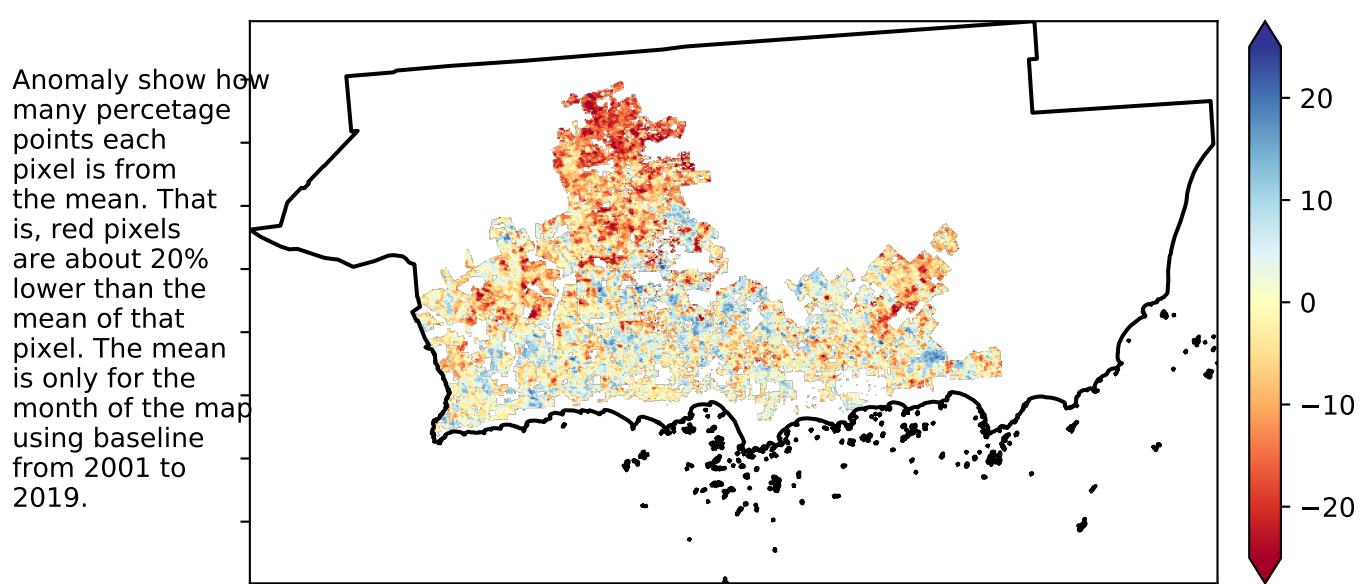 Anomaly show how
many percetage
points each
pixel is from
the mean. That
is, red pixels
are about 20%
lower than the
mean of that
pixel. The mean
is only for the
month of the map
using baseline
from 2001 to
2019.
20
10
0
−10
−20